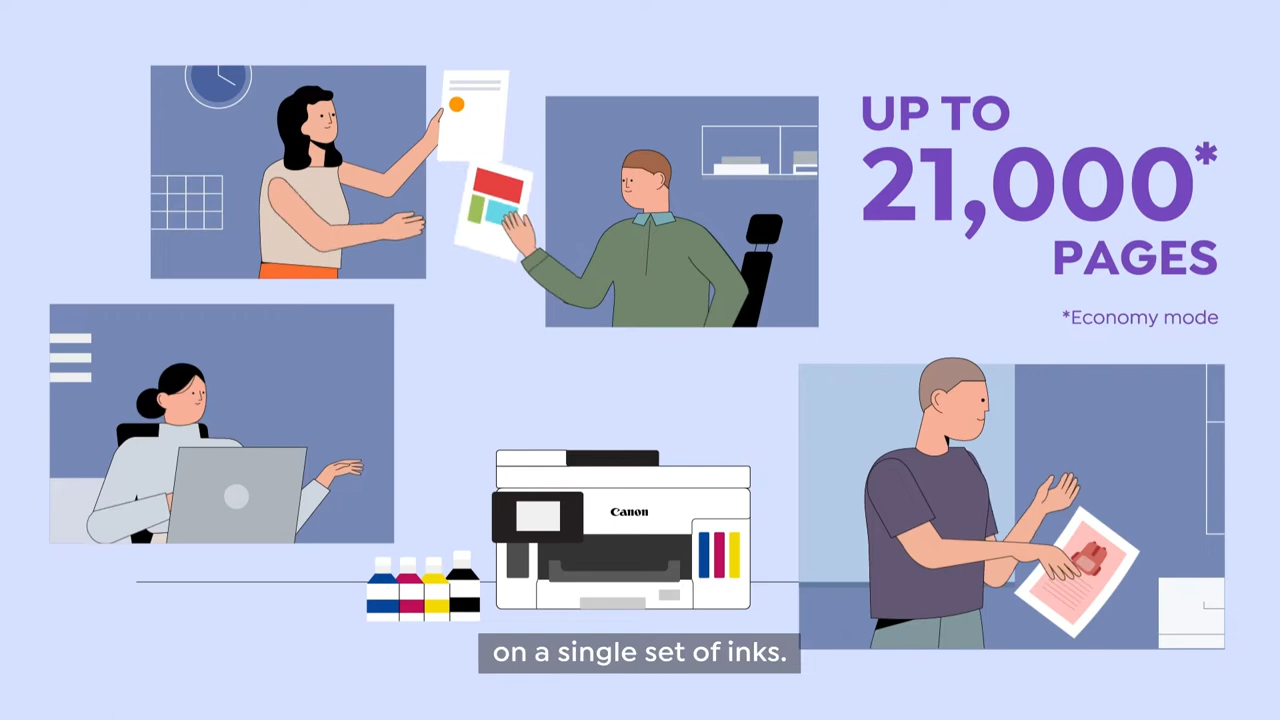 UP TO
21,000*
PAGES
*Economy mode
Canon
on a single set of inks.